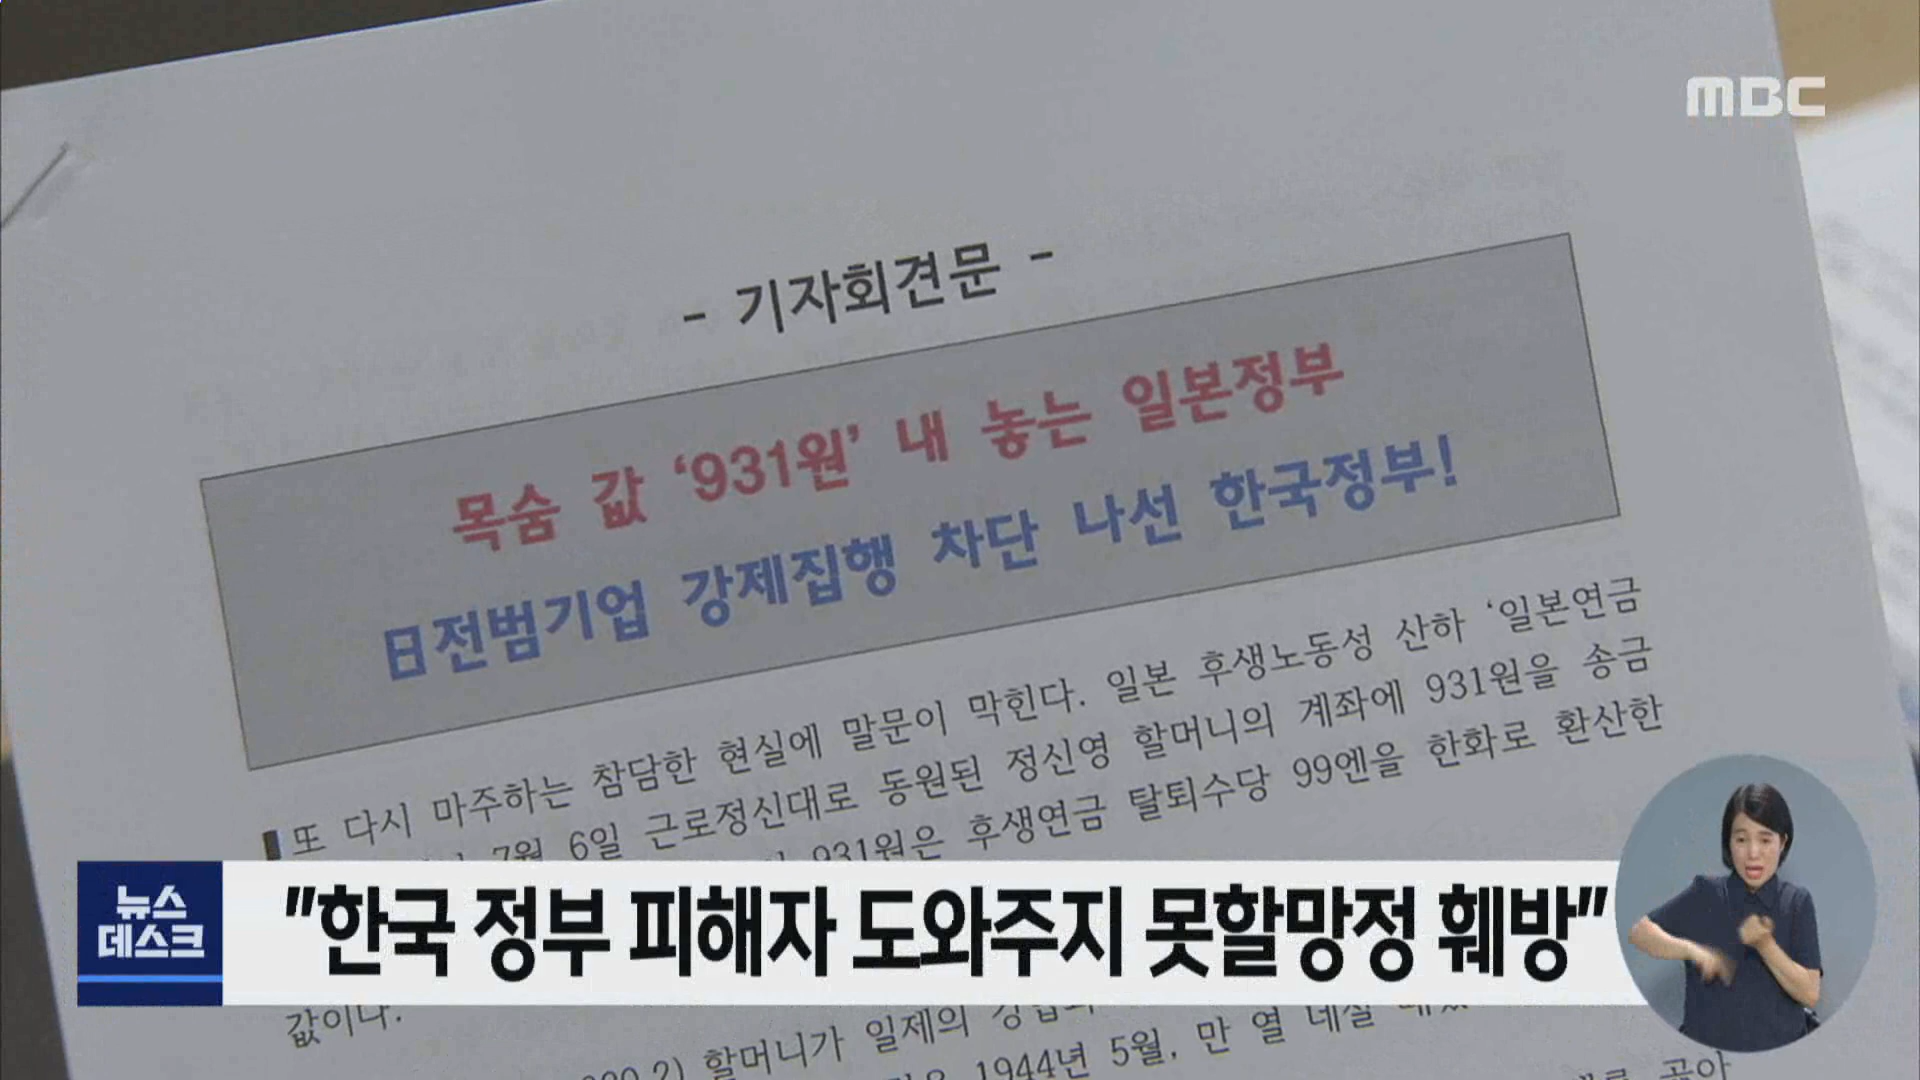 MBC
- 기자회견문 -
목숨 값 ‘931원’ 내 놓는 일본정부
日전범기업 강제집행 차단 나선 한국정부!
또 다시 마주하는 참담한 현실에 말문이 막힌다. 일본 후생노동성 산하 ‘일본연금
7월 6일 근로정신대로 동원된 정신영 할머니의 계좌에 931원을 송금
931원은 후생연금 탈퇴수당 99엔을 한화로 환산한
뉴스
데스크
"한국 정부 피해자 도와주지 못할망정 훼방"
값이다.
할머니가 일제의
1944년 5월, 만 열 네살